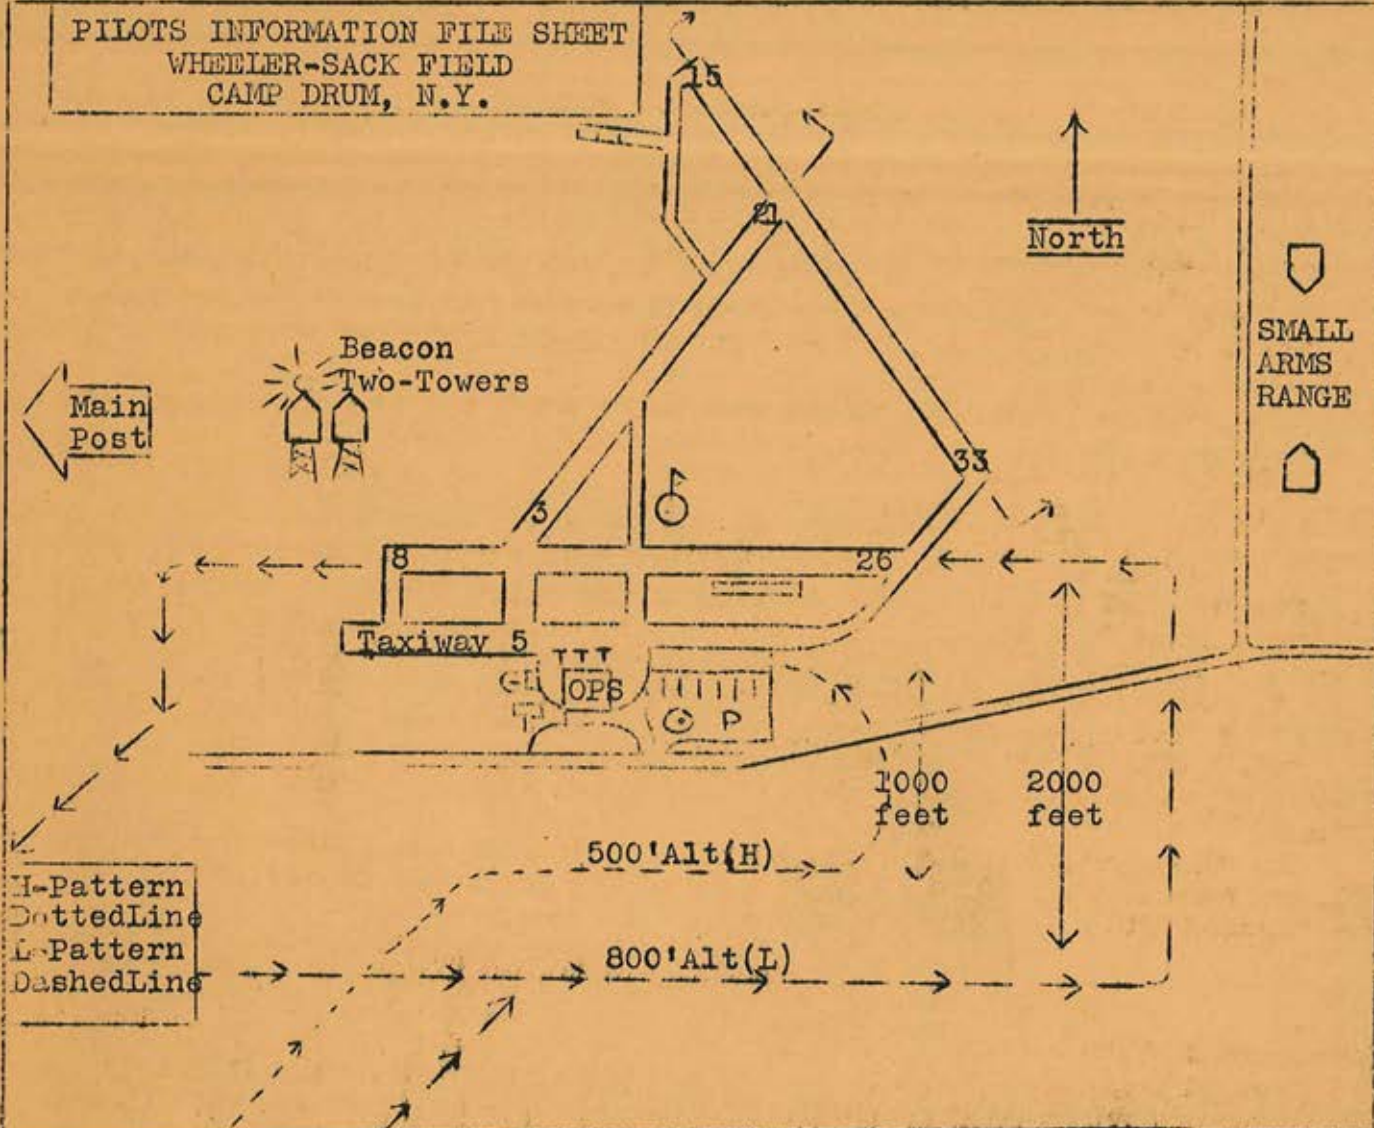 PILOTS INFORMATION FILE SHEET
WHEELER-SACK FIELD
CAMP DRUM, N.Y.
15
21
North
SMALL
ARMS
RANGE
Beacon
Two-Towers
Main
Post
33
3
8
26
Taxiway 5
OPS
P
1000
feet
2000
feet
500'Alt(H)
H-Pattern
DottedLine
L-Pattern
DashedLine
800'Alt(L)